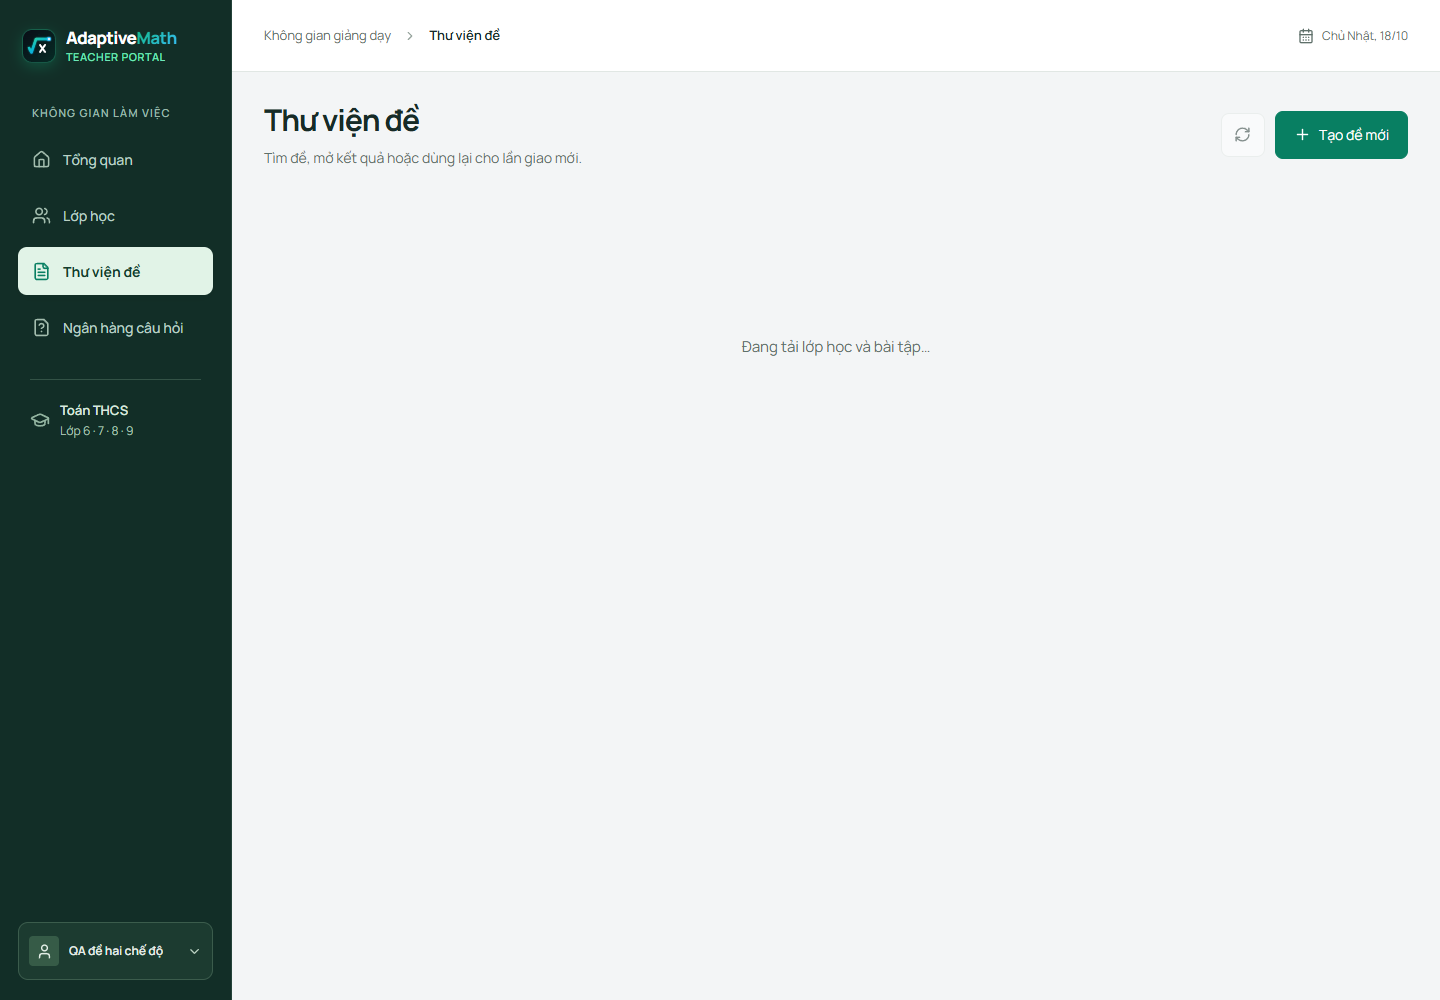 AdaptiveMath
TEACHER PORTAL
KHÔNG GIAN LÀM VIỆC
Tổng quan
Lớp học
Thư viện đề
Ngân hàng câu hỏi
Toán THCS
Lớp 6 · 7 · 8 · 9
QA đề hai chế độ
Không gian giảng dạy
Thư viện đề
Chủ Nhật, 18/10
Thư viện đề
Tìm đề, mở kết quả hoặc dùng lại cho lần giao mới.
Tạo đề mới
Đang tải lớp học và bài tập...